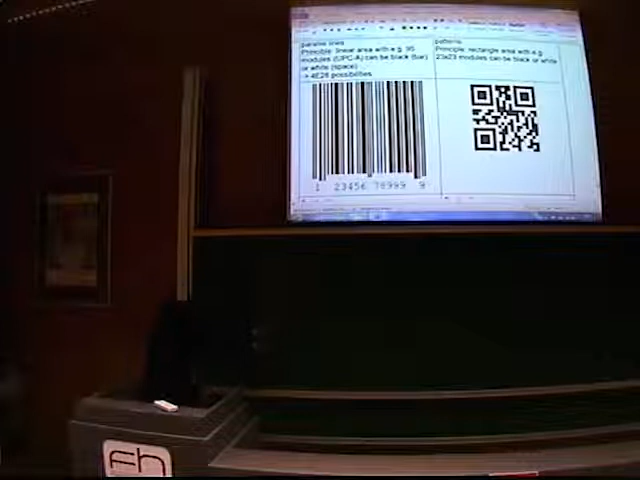 parallel lines
Principle: linear area with e.g. 95
modules (UPC-A) can be black (bar)
or white (space)
-> 4E28 possibilities
1 23456 78999 9
patterns
Principle: rectangle area with e.g.
23x23 modules can be black or white
fh